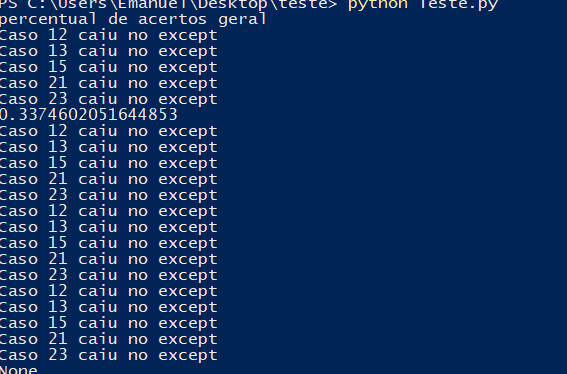 PS C:\Users\Emanuel\Desktop\teste> python Teste.py
percentual de acertos geral
Caso 12 caiu no except
Caso 13 caiu no except
Caso 15 caiu no except
Caso 21 caiu no except
Caso 23 caiu no except
0.3374602051644853
Caso 12 caiu no except
Caso 13 caiu no except
Caso 15 caiu no except
Caso 21 caiu no except
Caso 23 caiu no except
Caso 12 caiu no except
Caso 13 caiu no except
Caso 15 caiu no except
Caso 21 caiu no except
Caso 23 caiu no except
Caso 12 caiu no except
Caso 13 caiu no except
Caso 15 caiu no except
Caso 21 caiu no except
Caso 23 caiu no except
None